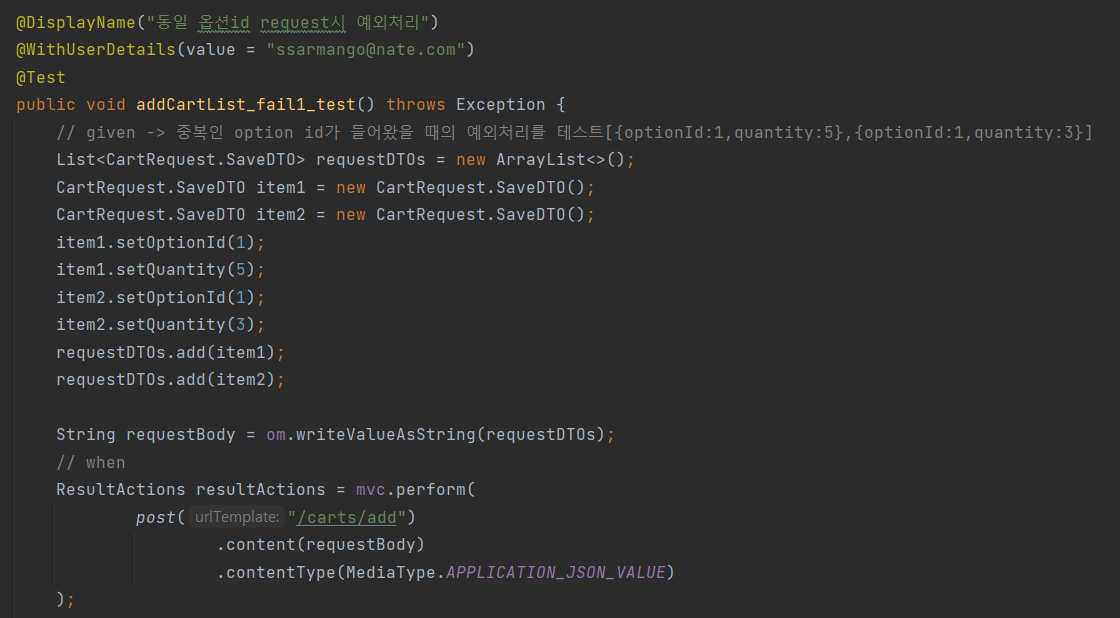 @DisplayName("동일 옵션id request시 예외처리")
@WithUserDetails(value = "ssarmango@nate.com")
@Test
public void addCartList_fail1_test() throws Exception {
// given -> 중복인 option id가 들어왔을 때의 예외처리를 테스트[{optionId:1,quantity:5},{optionId:1,quantity:3}]
List<CartRequest.SaveDTO> requestDTOs = new ArrayList<>();
CartRequest.SaveDTO item1 = new CartRequest.SaveDTO();
CartRequest.SaveDTO item2 = new CartRequest.SaveDTO();
item1.setOptionId(1);
item1.setQuantity(5);
item2.setOptionId(1);
item2.setQuantity(3);
requestDTOs.add(item1);
requestDTOs.add(item2);
String requestBody = om.writeValueAsString(requestDTOs);
// when
ResultActions resultActions = mvc.perform(
post( urlTemplate: "/carts/add")
.content(requestBody)
.contentType(MediaType.APPLICATION_JSON_VALUE)
);